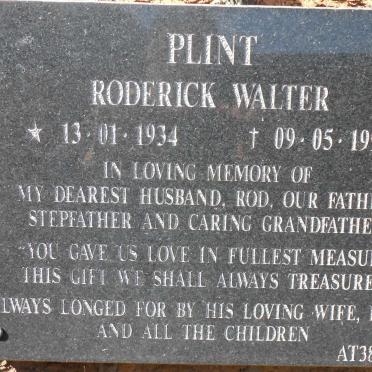 PLINT
RODERICK WALTER
★ 13·01·1934 † 09·05·19
IN LOVING MEMORY OF
MY DEAREST HUSBAND, ROD, OUR FATHE
STEPFATHER AND CARING GRANDFATHE
"YOU GAVE US LOVE IN FULLEST MEASU
THIS GIFT WE SHALL ALWAYS TREASURE
LWAYS LONGED FOR BY HIS LOVING WIFE,
AND ALL THE CHILDREN
AT38